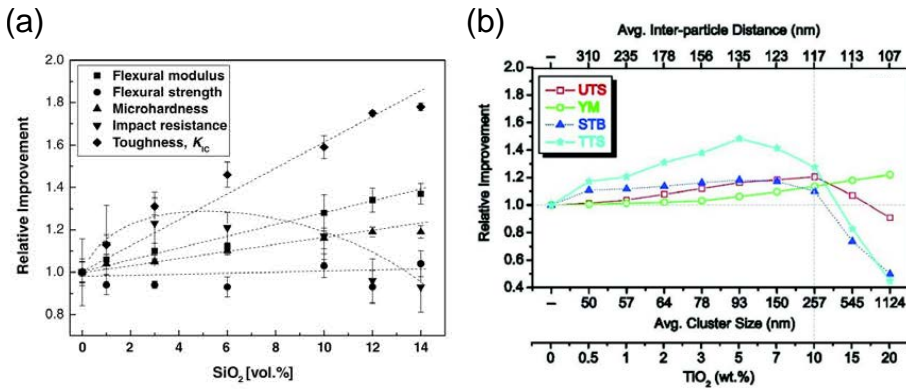 (a)
2.0
1.8
1.6
1.4
1.2
1.0
0.8
Relative Improvement
Flexural modulus
Flexural strength
Microhardness
Impact resistance
Toughness, KIC
0 2 4 6 8 10 12 14
SiO2 [vol.%]
(b)
Avg. Inter-particle Distance (nm)
– 310 235 178 156 135 123 117 113 107
2.0
1.8
1.6
1.4
1.2
1.0
0.8
0.6
0.4
Relative Improvement
UTS
YM
STB
TTS
– 50 57 64 78 93 150 257 545 1124
Avg. Cluster Size (nm)
0 0.5 1 2 3 5 7 10 15 20
TiO2 (wt.%)